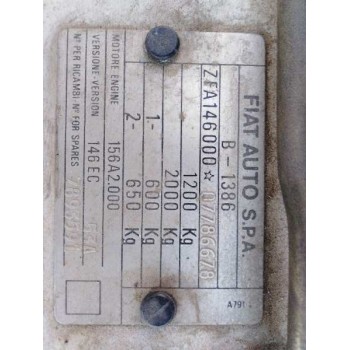 FIAT AUTO S.P.A.
B-1386
ZFA146000☆
1200 Kg
2000 Kg
1.- 600 Kg
2- 650 Kg
MOTORE-ENGINE 156A2.000
VERSIONE-VERSION 146 EC
N° PER RICAMBI N° FOR SPARES
A791